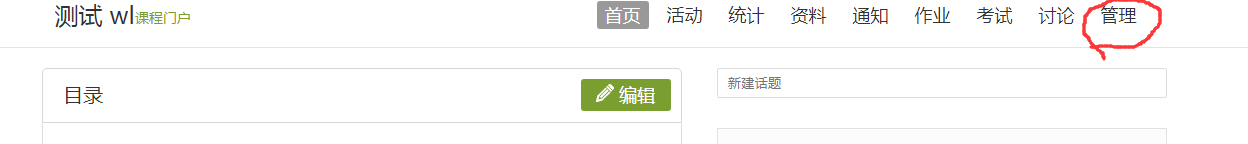 测试 wl课程门户 首页 活动 统计 资料 通知 作业 考试 讨论 管理
目录 编辑
新建话题